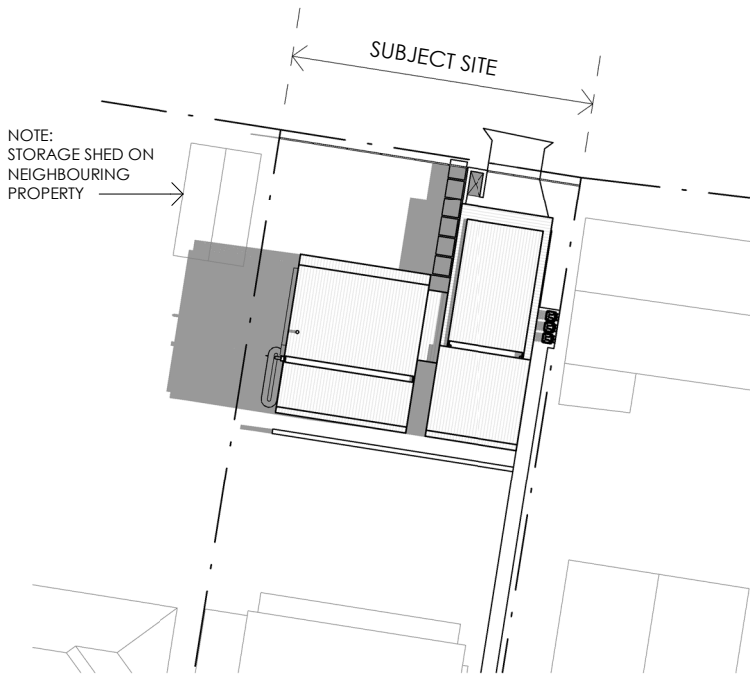 SUBJECT SITE
NOTE:
STORAGE SHED ON
NEIGHBOURING
PROPERTY